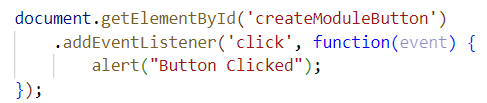 document.getElementById('createModuleButton')
    .addEventListener('click', function(event) {
        alert("Button Clicked");
});